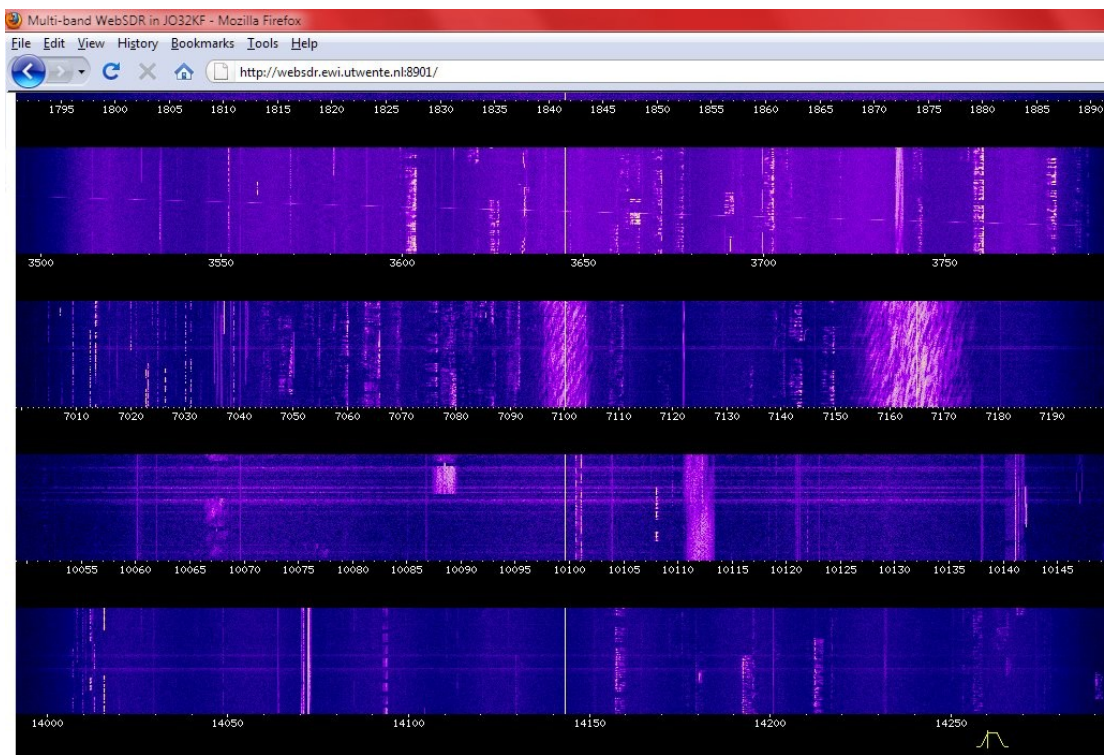 Multi-band WebSDR in JO32KF - Mozilla Firefox
File Edit View History Bookmarks Tools Help
http://websdr.ewi.utwente.nl:8901/
1795 1800 1805 1810 1815 1820 1825 1830 1835 1840 1845 1850 1855 1860 1865 1870 1875 1880 1885 1890
3500 3550 3600 3650 3700 3750
7010 7020 7030 7040 7050 7060 7070 7080 7090 7100 7110 7120 7130 7140 7150 7160 7170 7180 7190
10055 10060 10065 10070 10075 10080 10085 10090 10095 10100 10105 10110 10115 10120 10125 10130 10135 10140 10145
14000 14050 14100 14150 14200 14250